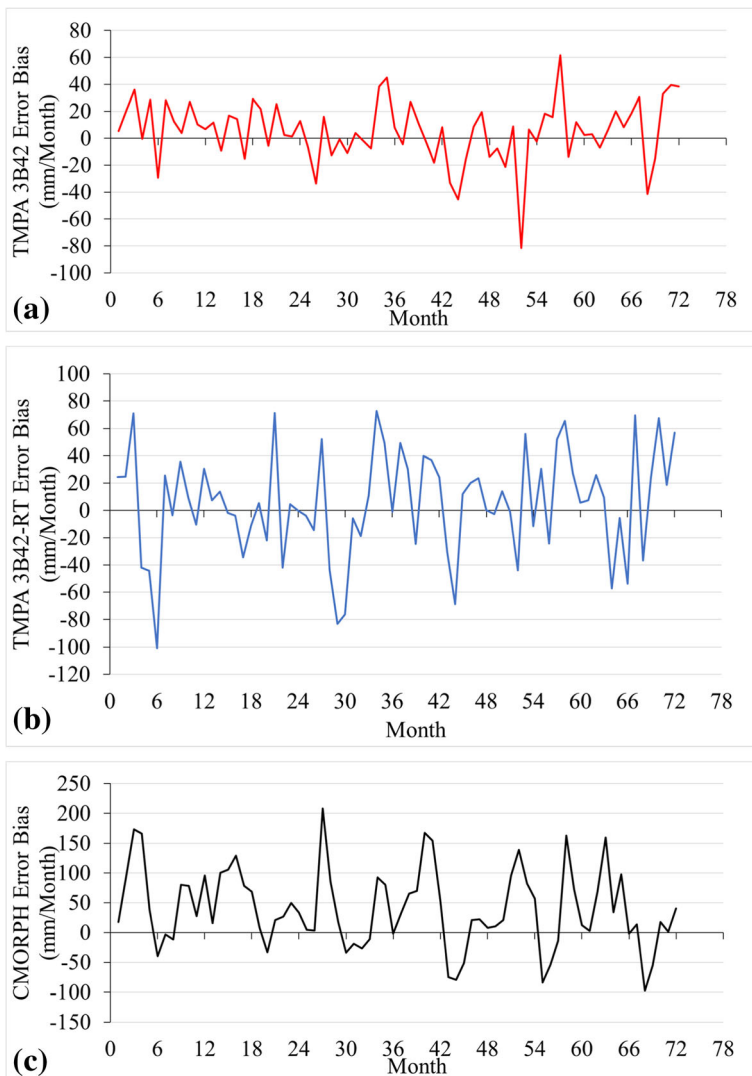 80
60
40
20
0
-20
-40
-60
-80
-100
TMPA 3B42 Error Bias
(mm/Month)
0 6 12 18 24 30 36 42 48 54 60 66 72 78
Month
(a)
100
80
60
40
20
0
-20
-40
-60
-80
-100
-120
TMPA 3B42-RT Error Bias
(mm/Month)
0 6 12 18 24 30 36 42 48 54 60 66 72 78
Month
(b)
250
200
150
100
50
0
-50
-100
-150
CMORPH Error Bias
(mm/Month)
0 6 12 18 24 30 36 42 48 54 60 66 72 78
Month
(c)